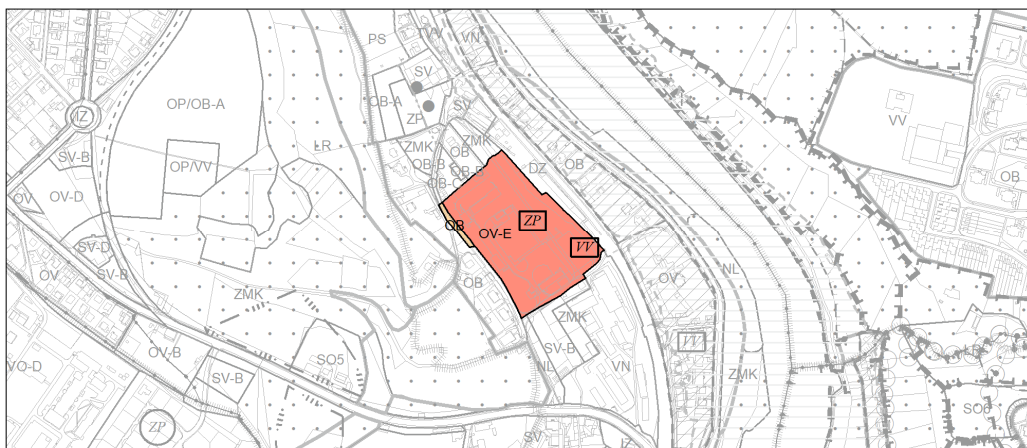 PS
TVV
VN
SV
IZ
OP/OB-A
OB-A
SV
ZP
LR
ZMK
ZMK
OB
VV
SV-B
OP/VV
OB-B
OB-B
DZ
OB
OB-C
OB
OV
OV-D
ZP
OB
OV-E
SV-D
VV
OV
SV-B
OB
OV
NL
ZMK
ZMK
OV-B
SO5
SV-B
VV
VO-D
SV-B
NL
VN
ZMK
SO6
ZP
SV
IZ